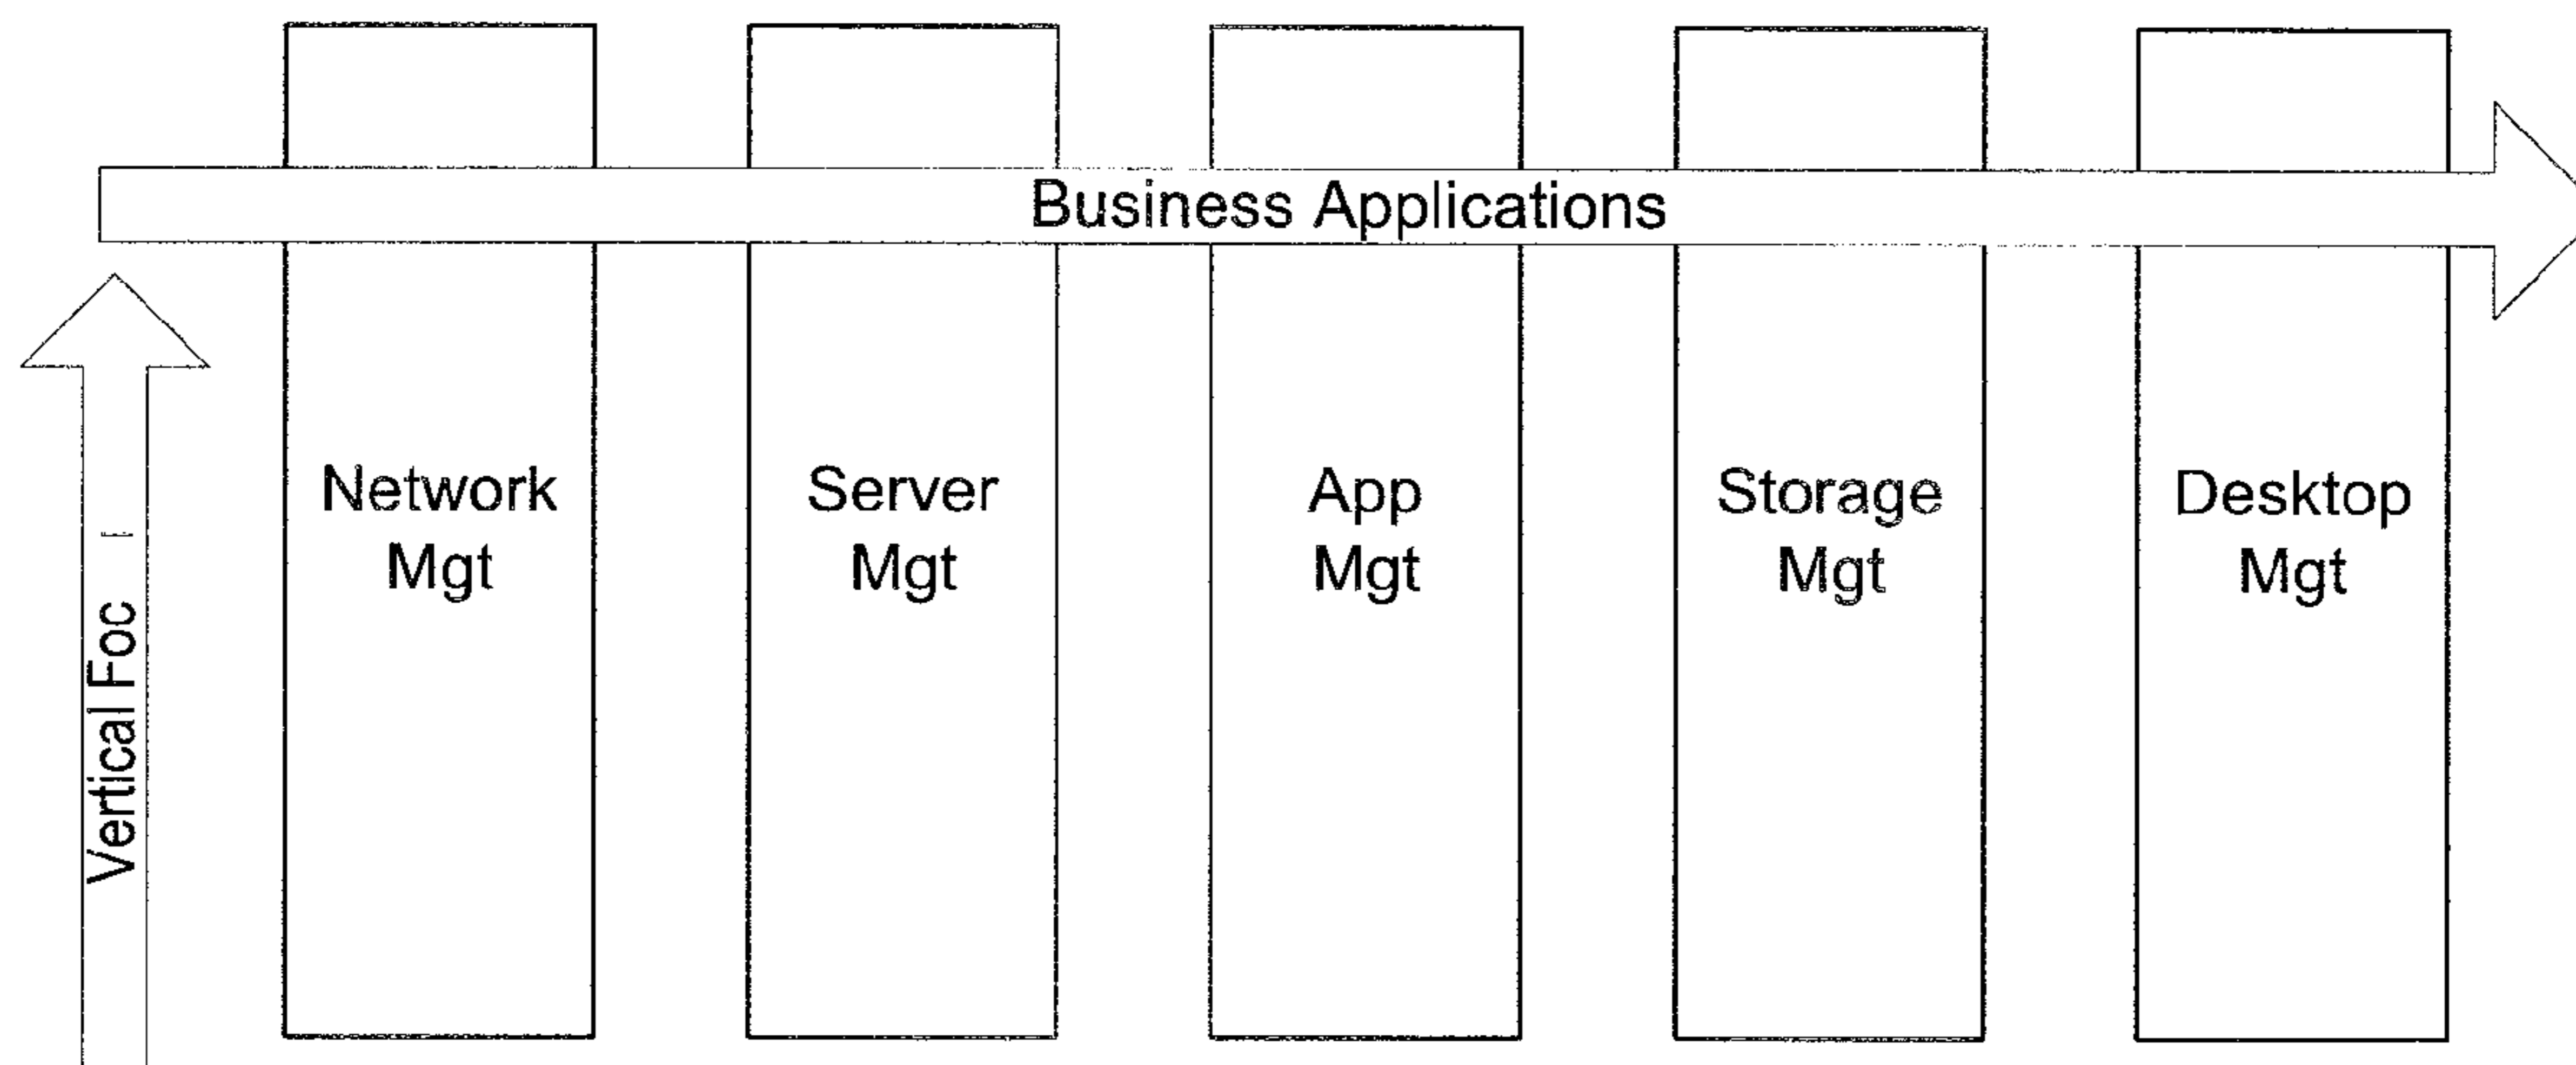 Business Applications
Network
Mgt
Server
Mgt
App
Mgt
Storage
Mgt
Desktop
Mgt
Vertical Foc